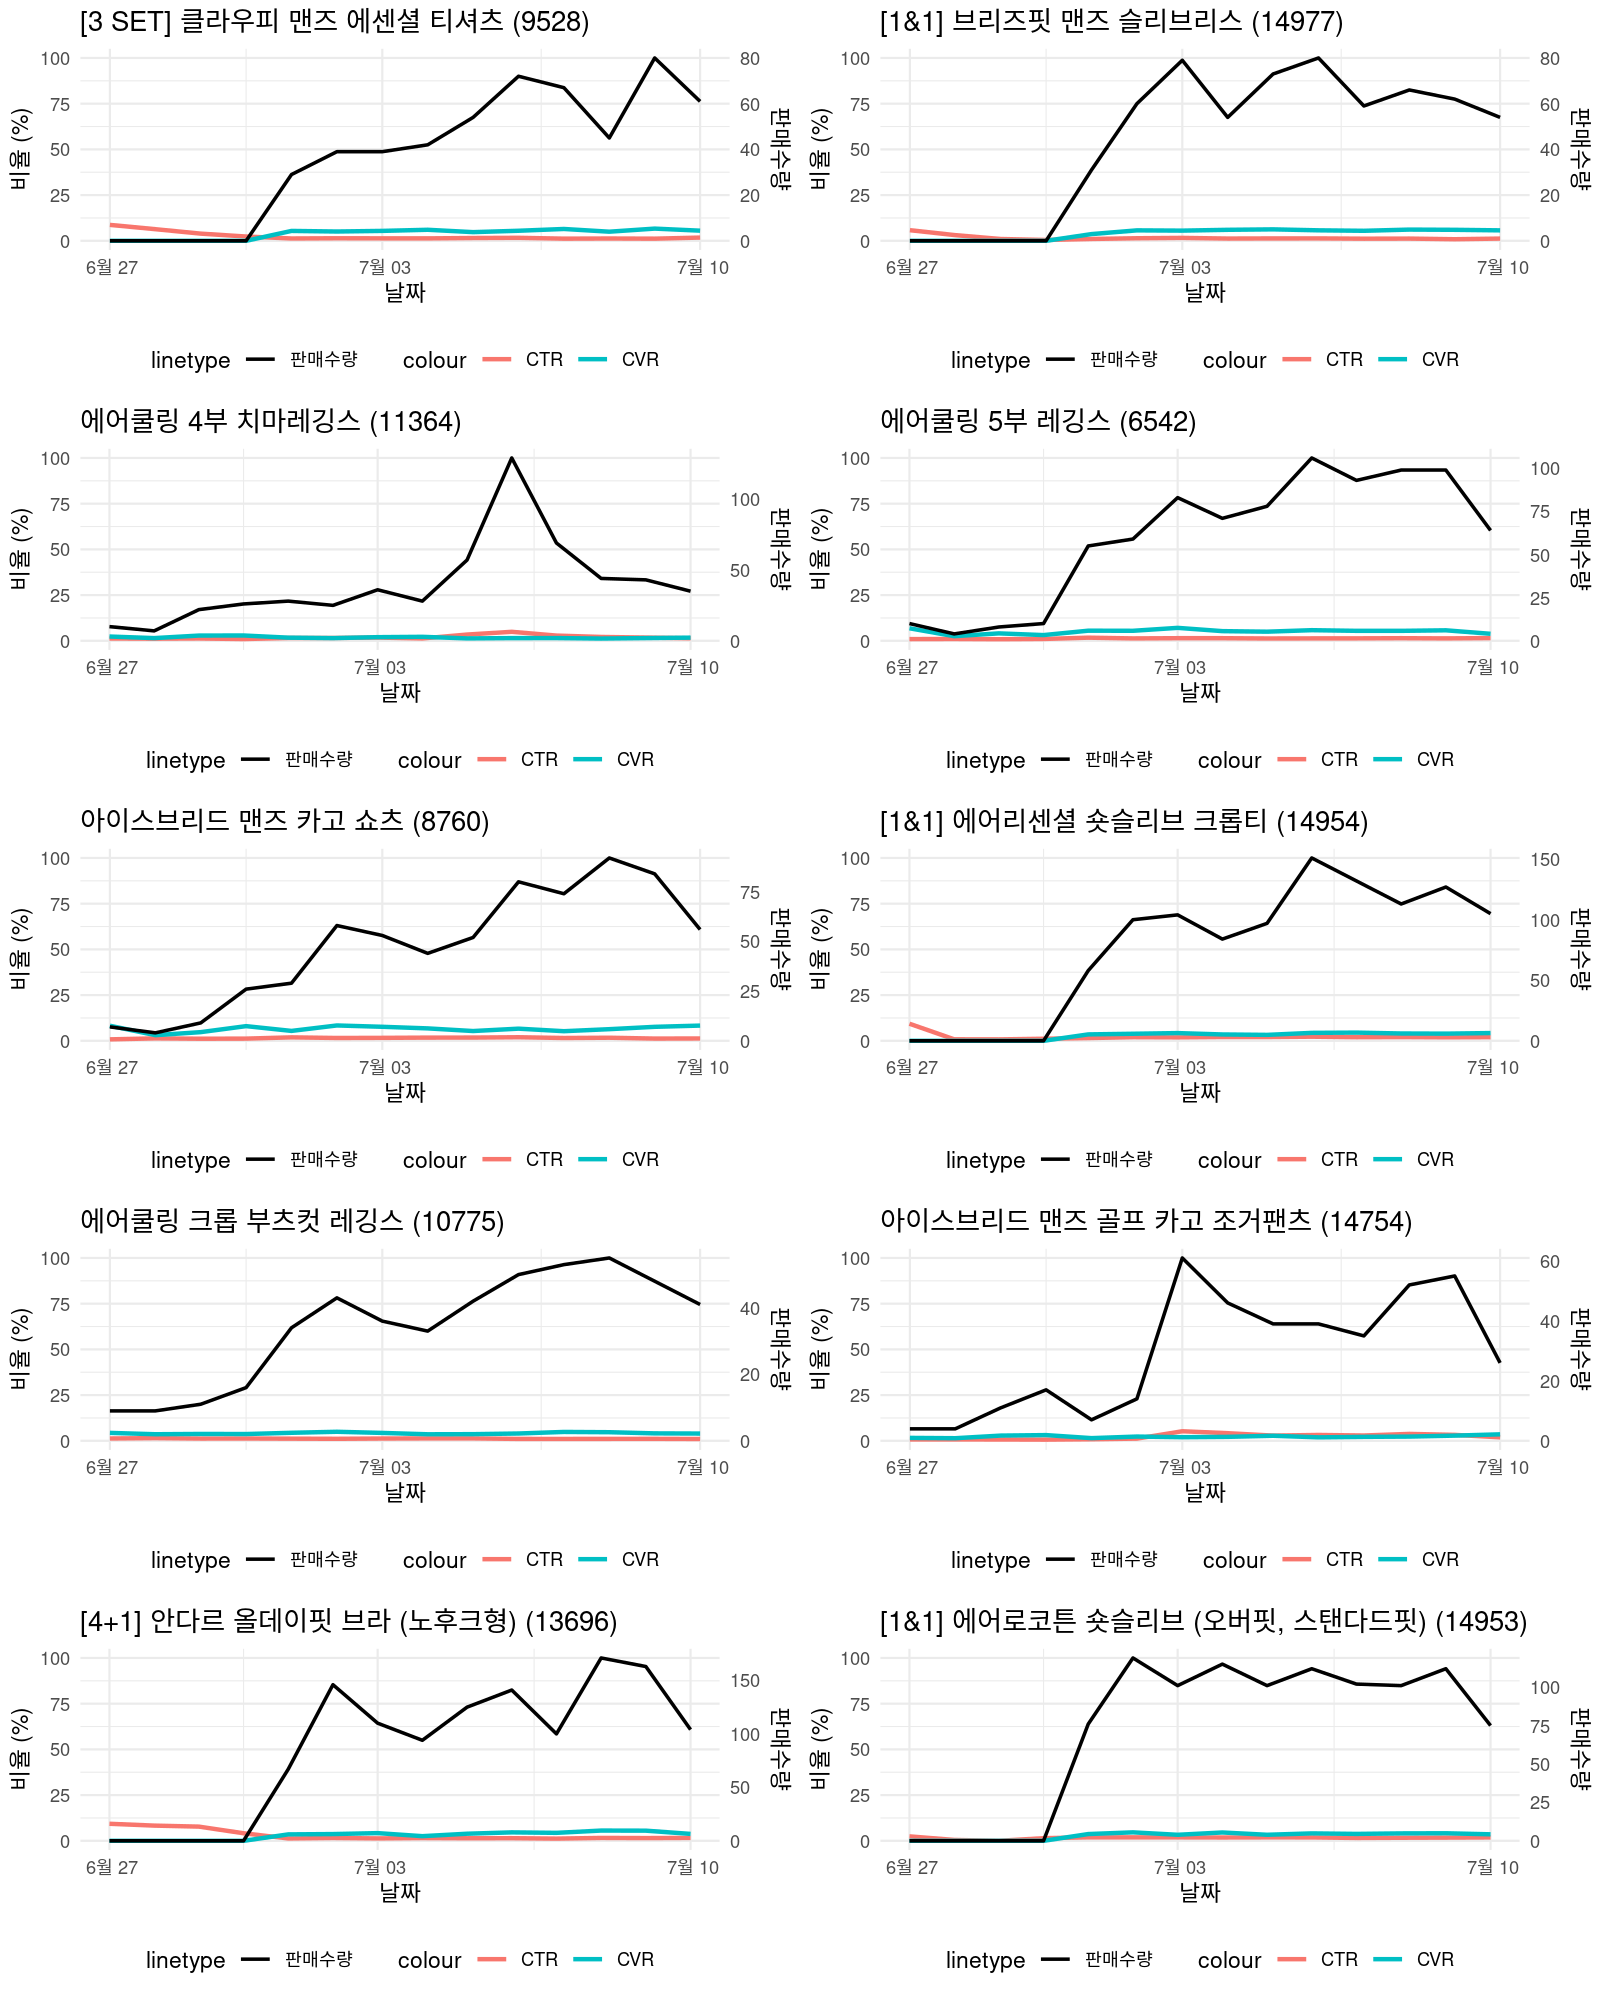 [3 SET] 클라우피 맨즈 에센셜 티셔츠 (9528)
비율 (%)
100
75
50
25
0
80
60
40
20
0
판매수량
6월 27
7월 03
7월 10
날짜
linetype 판매수량 colour CTR CVR
[1&1] 브리즈핏 맨즈 슬리브리스 (14977)
비율 (%)
100
75
50
25
0
80
60
40
20
0
판매수량
6월 27
7월 03
7월 10
날짜
linetype 판매수량 colour CTR CVR
에어쿨링 4부 치마레깅스 (11364)
비율 (%)
100
75
50
25
0
100
50
0
판매수량
6월 27
7월 03
7월 10
날짜
linetype 판매수량 colour CTR CVR
에어쿨링 5부 레깅스 (6542)
비율 (%)
100
75
50
25
0
100
75
50
25
0
판매수량
6월 27
7월 03
7월 10
날짜
linetype 판매수량 colour CTR CVR
아이스브리드 맨즈 카고 쇼츠 (8760)
비율 (%)
100
75
50
25
0
75
50
25
0
판매수량
6월 27
7월 03
7월 10
날짜
linetype 판매수량 colour CTR CVR
[1&1] 에어리센셜 숏슬리브 크롭티 (14954)
비율 (%)
100
75
50
25
0
150
100
50
0
판매수량
6월 27
7월 03
7월 10
날짜
linetype 판매수량 colour CTR CVR
에어쿨링 크롭 부츠컷 레깅스 (10775)
비율 (%)
100
75
50
25
0
40
20
0
판매수량
6월 27
7월 03
7월 10
날짜
linetype 판매수량 colour CTR CVR
아이스브리드 맨즈 골프 카고 조거팬츠 (14754)
비율 (%)
100
75
50
25
0
60
40
20
0
판매수량
6월 27
7월 03
7월 10
날짜
linetype 판매수량 colour CTR CVR
[4+1] 안다르 올데이핏 브라 (노후크형) (13696)
비율 (%)
100
75
50
25
0
150
100
50
0
판매수량
6월 27
7월 03
7월 10
날짜
linetype 판매수량 colour CTR CVR
[1&1] 에어로코튼 숏슬리브 (오버핏, 스탠다드핏) (14953)
비율 (%)
100
75
50
25
0
100
75
50
25
0
판매수량
6월 27
7월 03
7월 10
날짜
linetype 판매수량 colour CTR CVR